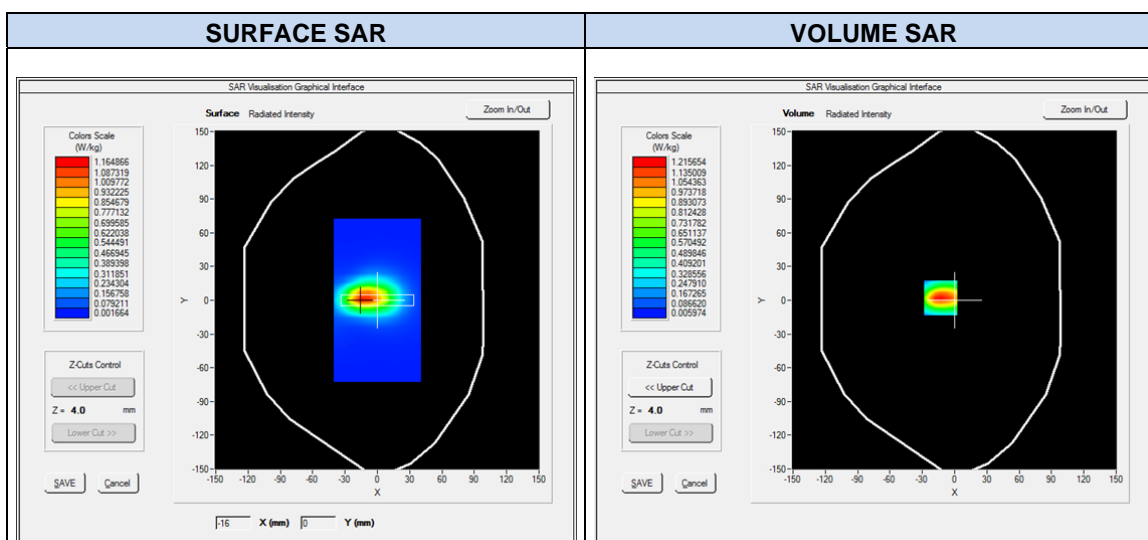 SURFACE SAR
VOLUME SAR
SAR Visualisation Graphical Interface
Surface Radiated Intensity
Zoom In/Out
Colors Scale
(W/kg)
1.164866
1.087319
1.009772
0.932225
0.854679
0.777132
0.699585
0.622038
0.544491
0.466945
0.389398
0.311851
0.234304
0.156758
0.079211
0.001664
Z-Cuts Control
<< Upper Cut
Z = 4.0 mm
Lower Cut >>
SAVE Cancel
150
120
90
60
30
0
-30
-60
-90
-120
-150
Y
-150 -120 -90 -60 -30 0 30 60 90 120 150
X
-16 X (mm) 0 Y (mm)
SAR Visualisation Graphical Interface
Volume Radiated Intensity
Zoom In/Out
Colors Scale
(W/kg)
1.215654
1.135009
1.054363
0.973718
0.893073
0.812428
0.731782
0.651137
0.570492
0.489846
0.409201
0.328556
0.247910
0.167265
0.086620
0.005974
Z-Cuts Control
<< Upper Cut
Z = 4.0 mm
Lower Cut >>
SAVE Cancel
150
120
90
60
30
0
-30
-60
-90
-120
-150
Y
-150 -120 -90 -60 -30 0 30 60 90 120 150
X